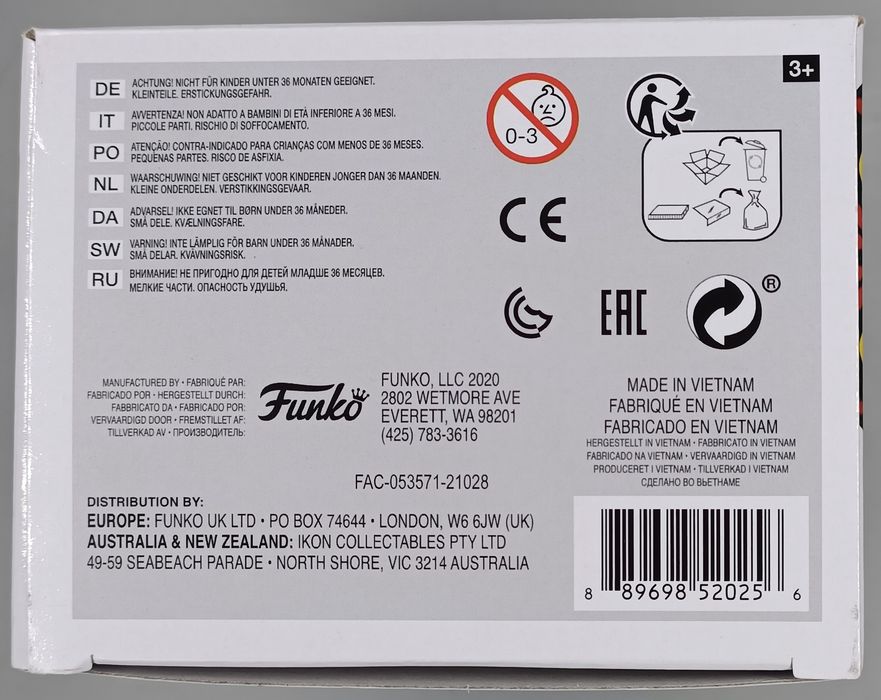 3+
DE ACHTUNG! NICHT FÜR KINDER UNTER 36 MONATEN GEEIGNET.
KLEINTEILE. ERSTICKUNGSGEFAHR.
IT AVVERTENZA! NON ADATTO A BAMBINI DI ETÀ INFERIORE A 36 MESI.
PICCOLE PARTI. RISCHIO DI SOFFOCAMENTO.
PO ATENÇÃO! CONTRA-INDICADO PARA CRIANÇAS COM MENOS DE 36 MESES.
PEQUENAS PARTES. RISCO DE ASFIXIA.
NL WAARSCHUWING! NIET GESCHIKT VOOR KINDEREN JONGER DAN 36 MAANDEN.
KLEINE ONDERDELEN. VERSTIKKINGSGEVAAR.
DA ADVARSEL! IKKE EGNET TIL BØRN UNDER 36 MÅNEDER.
SMÅ DELE. KVÆLNINGSFARE.
SW VARNING! INTE LÄMPLIG FÖR BARN UNDER 36 MÅNADER.
SMÅ DELAR. KVÄVNINGSRISK.
RU ВНИМАНИЕ! НЕ ПРИГОДНО ДЛЯ ДЕТЕЙ МЛАДШЕ 36 МЕСЯЦЕВ.
МЕЛКИЕ ЧАСТИ. ОПАСНОСТЬ УДУШЬЯ.
0-3
CE
EAC
®
MANUFACTURED BY • FABRIQUÉ PAR:
FABRICADO POR • HERGESTELLT DURCH:
FABBRICATO DA • FABRICADO POR:
VERVAARDIGD DOOR • FREMSTILLET AF:
TILLVERKAD AV • ПРОИЗВОДИТЕЛЬ:
Funko
FUNKO, LLC 2020
2802 WETMORE AVE
EVERETT, WA 98201
(425) 783-3616
FAC-053571-21028
MADE IN VIETNAM
FABRIQUÉ EN VIETNAM
FABRICADO EN VIETNAM
HERGESTELLT IN VIETNAM • FABBRICATO IN VIETNAM
FABRICADO NA VIETNAM • VERVAARDIGD IN VIETNAM
PRODUCERET I VIETNAM • TILLVERKAD I VIETNAM
СДЕЛАНО ВО ВЬЕТНАМЕ
DISTRIBUTION BY:
EUROPE: FUNKO UK LTD • PO BOX 74644 • LONDON, W6 6JW (UK)
AUSTRALIA & NEW ZEALAND: IKON COLLECTABLES PTY LTD
49-59 SEABEACH PARADE • NORTH SHORE, VIC 3214 AUSTRALIA
8 89698 52025 6